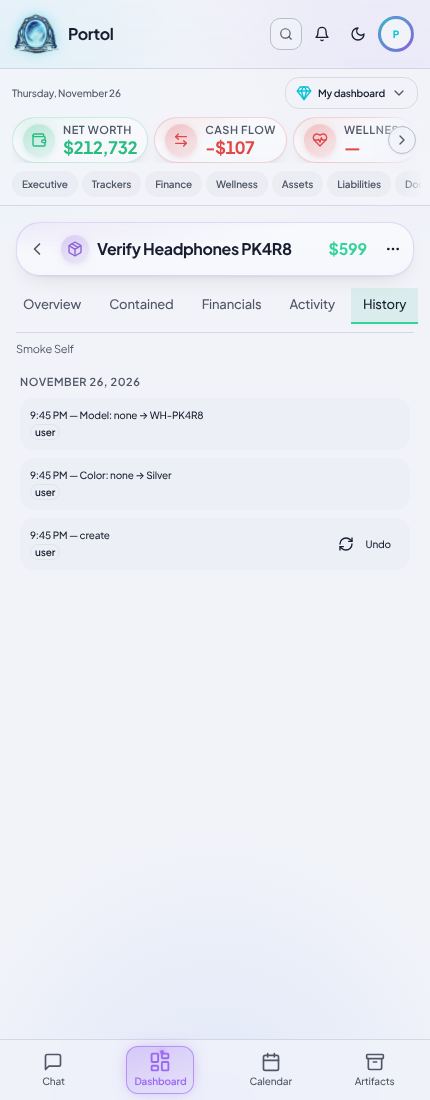 Portol
P
Thursday, November 26
My dashboard
NET WORTH
$212,732
CASH FLOW
-$107
WELLNES
—
Executive
Trackers
Finance
Wellness
Assets
Liabilities
Verify Headphones PK4R8
$599
Overview
Contained
Financials
Activity
History
Smoke Self
NOVEMBER 26, 2026
9:45 PM — Model: none → WH-PK4R8
user
9:45 PM — Color: none → Silver
user
9:45 PM — create
user
Undo
Chat
Dashboard
Calendar
Artifacts